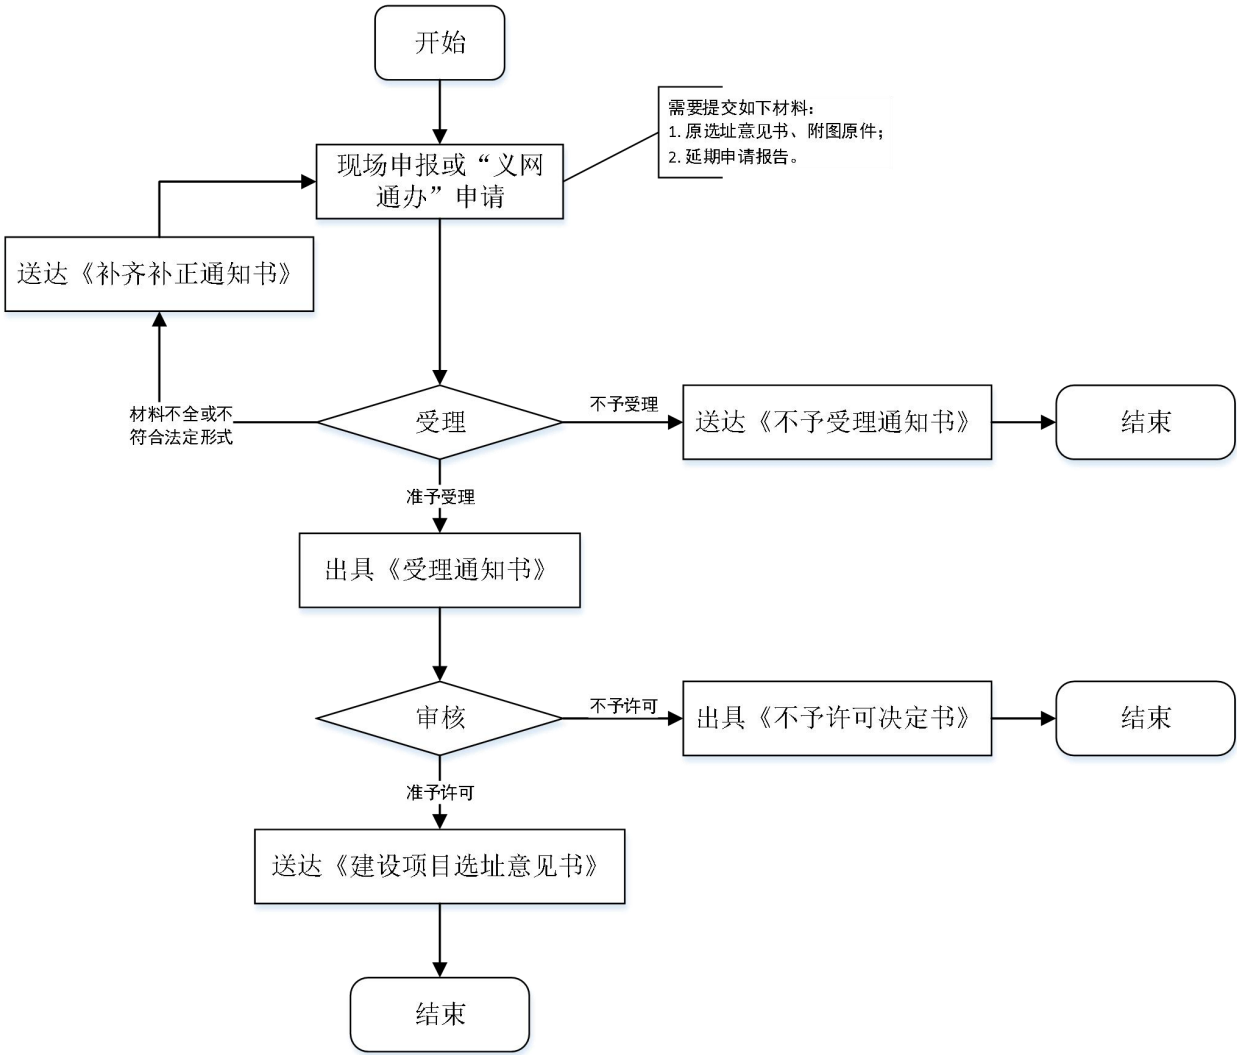 开始
需要提交如下材料：
1. 原选址意见书、附图原件；
2. 延期申请报告。
现场申报或“义网
通办”申请
送达《补齐补正通知书》
材料不全或不
符合法定形式
受理
不予受理
送达《不予受理通知书》
结束
准予受理
出具《受理通知书》
审核
不予许可
出具《不予许可决定书》
结束
准予许可
送达《建设项目选址意见书》
结束